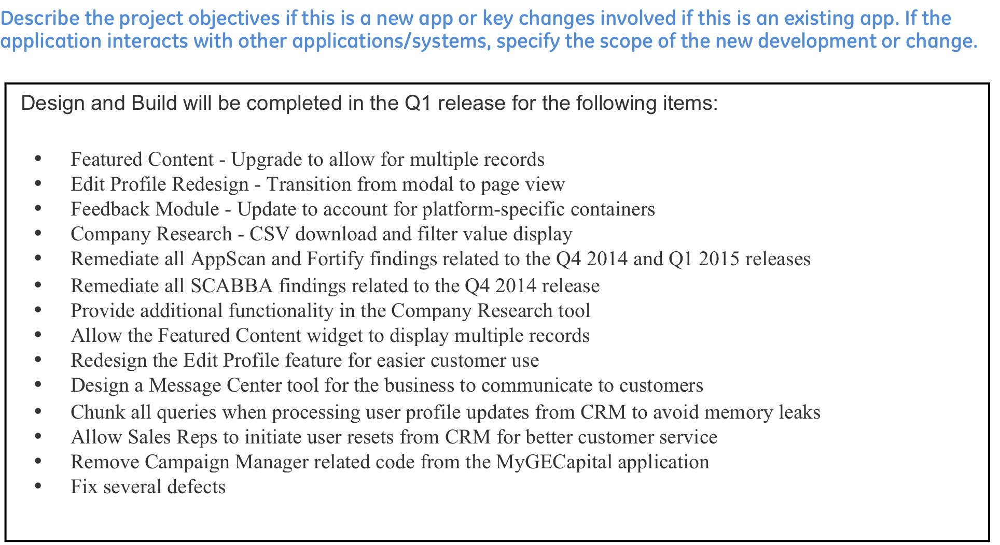 Describe the project objectives if this is a new app or key changes involved if this is an existing app. If the
application interacts with other applications/systems, specify the scope of the new development or change.
Design and Build will be completed in the Q1 release for the following items:
• Featured Content - Upgrade to allow for multiple records
• Edit Profile Redesign - Transition from modal to page view
• Feedback Module - Update to account for platform-specific containers
• Company Research - CSV download and filter value display
• Remediate all AppScan and Fortify findings related to the Q4 2014 and Q1 2015 releases
• Remediate all SCABBA findings related to the Q4 2014 release
• Provide additional functionality in the Company Research tool
• Allow the Featured Content widget to display multiple records
• Redesign the Edit Profile feature for easier customer use
• Design a Message Center tool for the business to communicate to customers
• Chunk all queries when processing user profile updates from CRM to avoid memory leaks
• Allow Sales Reps to initiate user resets from CRM for better customer service
• Remove Campaign Manager related code from the MyGECapital application
• Fix several defects